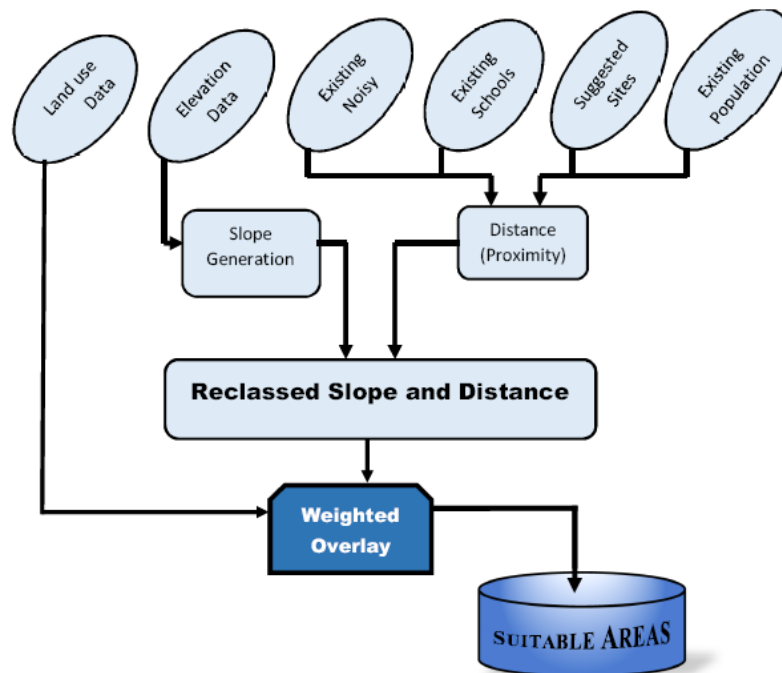 Land use
Data
Elevation
Data
Existing
Noisy
Existing
Schools
Suggested
Sites
Existing
Population
Slope
Generation
Distance
(Proximity)
Reclassed Slope and Distance
Weighted
Overlay
SUITABLE AREAS